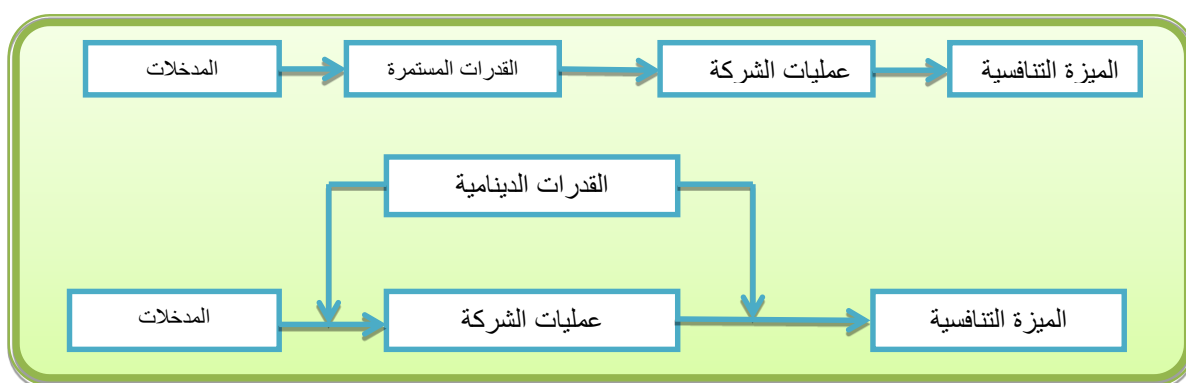 المدخلات
القدرات المستمرة
عمليات الشركة
الميزة التنافسية
القدرات الدينامية
المدخلات
عمليات الشركة
الميزة التنافسية